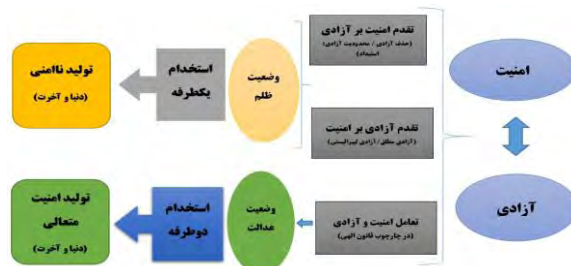 امنیت
آزادی
تقدم امنیت بر آزادی
(حذف آزادی / محدودیت آزادی/
استبداد)
تقدم آزادی بر امنیت
(آزادی مطلق/ آزادی لیبرالیستی)
تعامل امنیت و آزادی
(در چارچوب قانون الهی)
وضعیت
ظلم
وضعیت
عدالت
استخدام
یکطرفه
استخدام
دوطرفه
تولید ناامنی
(دنیا و آخرت)
تولید امنیت
متعالی
(دنیا و آخرت)